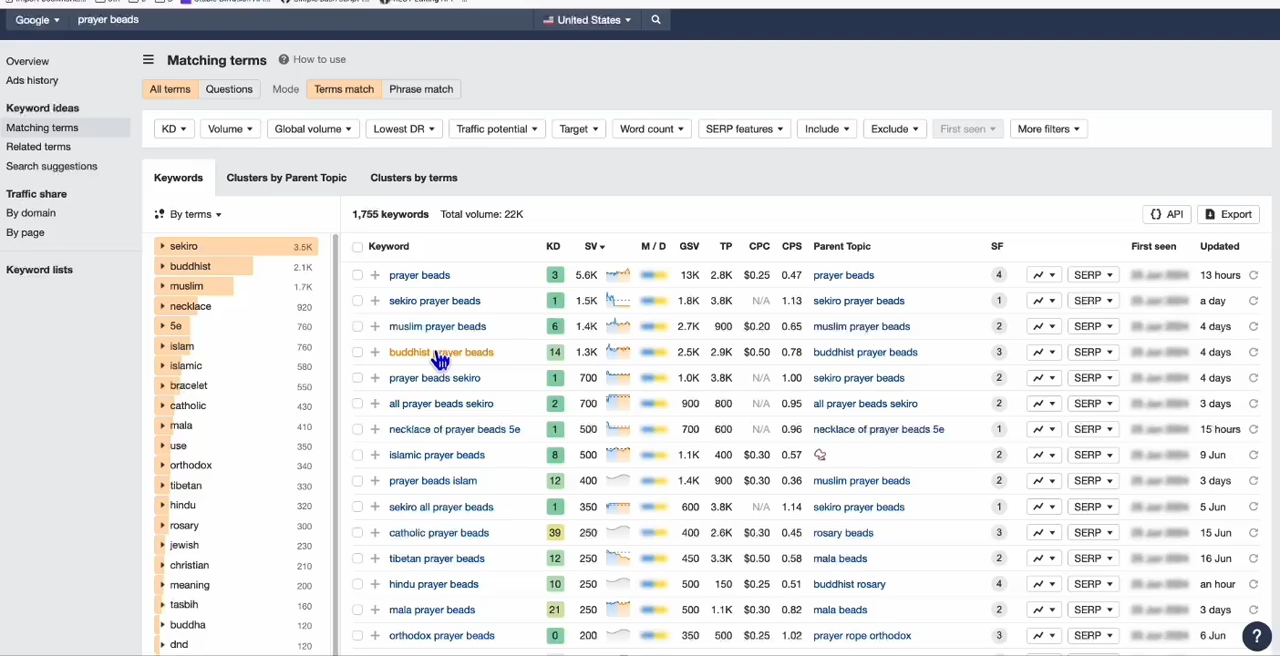 Google ▾ prayer beads United States ▾
Overview
Ads history
Keyword ideas
Matching terms
Related terms
Search suggestions
Traffic share
By domain
By page
Keyword lists
Matching terms ? How to use
All terms Questions Mode Terms match Phrase match
KD ▾ Volume ▾ Global volume ▾ Lowest DR ▾ Traffic potential ▾ Target ▾ Word count ▾ SERP features ▾ Include ▾ Exclude ▾ First seen ▾ More filters ▾
Keywords Clusters by Parent Topic Clusters by terms
By terms ▾
sekiro 3.5K
buddhist 2.1K
muslim 1.7K
necklace 920
5e 760
islam 760
islamic 580
bracelet 550
catholic 430
mala 410
use 350
orthodox 340
tibetan 330
hindu 320
rosary 300
jewish 230
christian 210
meaning 200
tasbih 160
buddha 120
dnd 120
1,755 keywords Total volume: 22K {} API Export
Keyword KD SV ▾ M / D GSV TP CPC CPS Parent Topic SF First seen Updated
prayer beads 3 5.6K 13K 2.8K $0.25 0.47 prayer beads 4 SERP ▾ 13 hours
sekiro prayer beads 1 1.5K 1.8K 3.8K N/A 1.13 sekiro prayer beads 1 SERP ▾ a day
muslim prayer beads 6 1.4K 2.7K 900 $0.20 0.65 muslim prayer beads 2 SERP ▾ 4 days
buddhist prayer beads 14 1.3K 2.5K 2.9K $0.50 0.78 buddhist prayer beads 3 SERP ▾ 4 days
prayer beads sekiro 1 700 1.0K 3.8K N/A 1.00 sekiro prayer beads 2 SERP ▾ 4 days
all prayer beads sekiro 2 700 900 800 N/A 0.95 all prayer beads sekiro 2 SERP ▾ 3 days
necklace of prayer beads 5e 1 500 700 600 N/A 0.96 necklace of prayer beads 5e 1 SERP ▾ 15 hours
islamic prayer beads 8 500 1.1K 400 $0.30 0.57 2 SERP ▾ 9 Jun
prayer beads islam 12 400 1.4K 900 $0.30 0.36 muslim prayer beads 2 SERP ▾ 3 days
sekiro all prayer beads 1 350 600 3.8K N/A 1.14 sekiro prayer beads 1 SERP ▾ 5 Jun
catholic prayer beads 39 250 400 2.6K $0.30 0.45 rosary beads 3 SERP ▾ 15 Jun
tibetan prayer beads 12 250 450 3.3K $0.50 0.58 mala beads 2 SERP ▾ 16 Jun
hindu prayer beads 10 250 500 150 $0.25 0.51 buddhist rosary 4 SERP ▾ an hour
mala prayer beads 21 250 500 1.1K $0.30 0.82 mala beads 2 SERP ▾ 3 days
orthodox prayer beads 0 200 350 500 $0.25 1.02 prayer rope orthodox 3 SERP ▾ 6 Jun
?